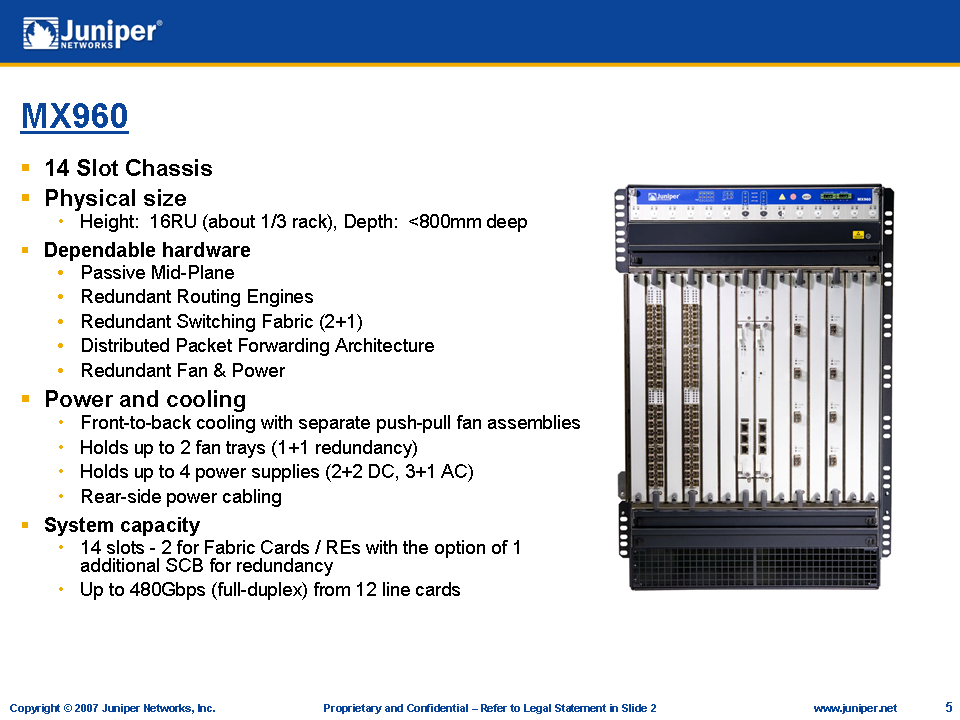 Juniper®
NETWORKS
MX960
14 Slot Chassis
Physical size
Height: 16RU (about 1/3 rack), Depth: <800mm deep
Dependable hardware
Passive Mid-Plane
Redundant Routing Engines
Redundant Switching Fabric (2+1)
Distributed Packet Forwarding Architecture
Redundant Fan & Power
Power and cooling
Front-to-back cooling with separate push-pull fan assemblies
Holds up to 2 fan trays (1+1 redundancy)
Holds up to 4 power supplies (2+2 DC, 3+1 AC)
Rear-side power cabling
System capacity
14 slots - 2 for Fabric Cards / REs with the option of 1
additional SCB for redundancy
Up to 480Gbps (full-duplex) from 12 line cards
Juniper
MX960
Copyright © 2007 Juniper Networks, Inc.
Proprietary and Confidential – Refer to Legal Statement in Slide 2
www.juniper.net
5